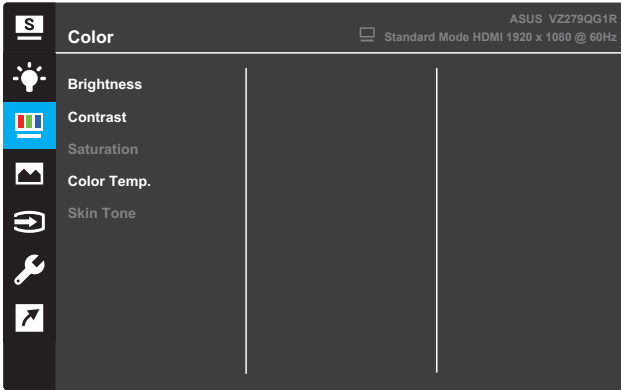 S
ASUS VZ279QG1R
Color
Standard Mode HDMI 1920 x 1080 @ 60Hz
Brightness
Contrast
Saturation
Color Temp.
Skin Tone